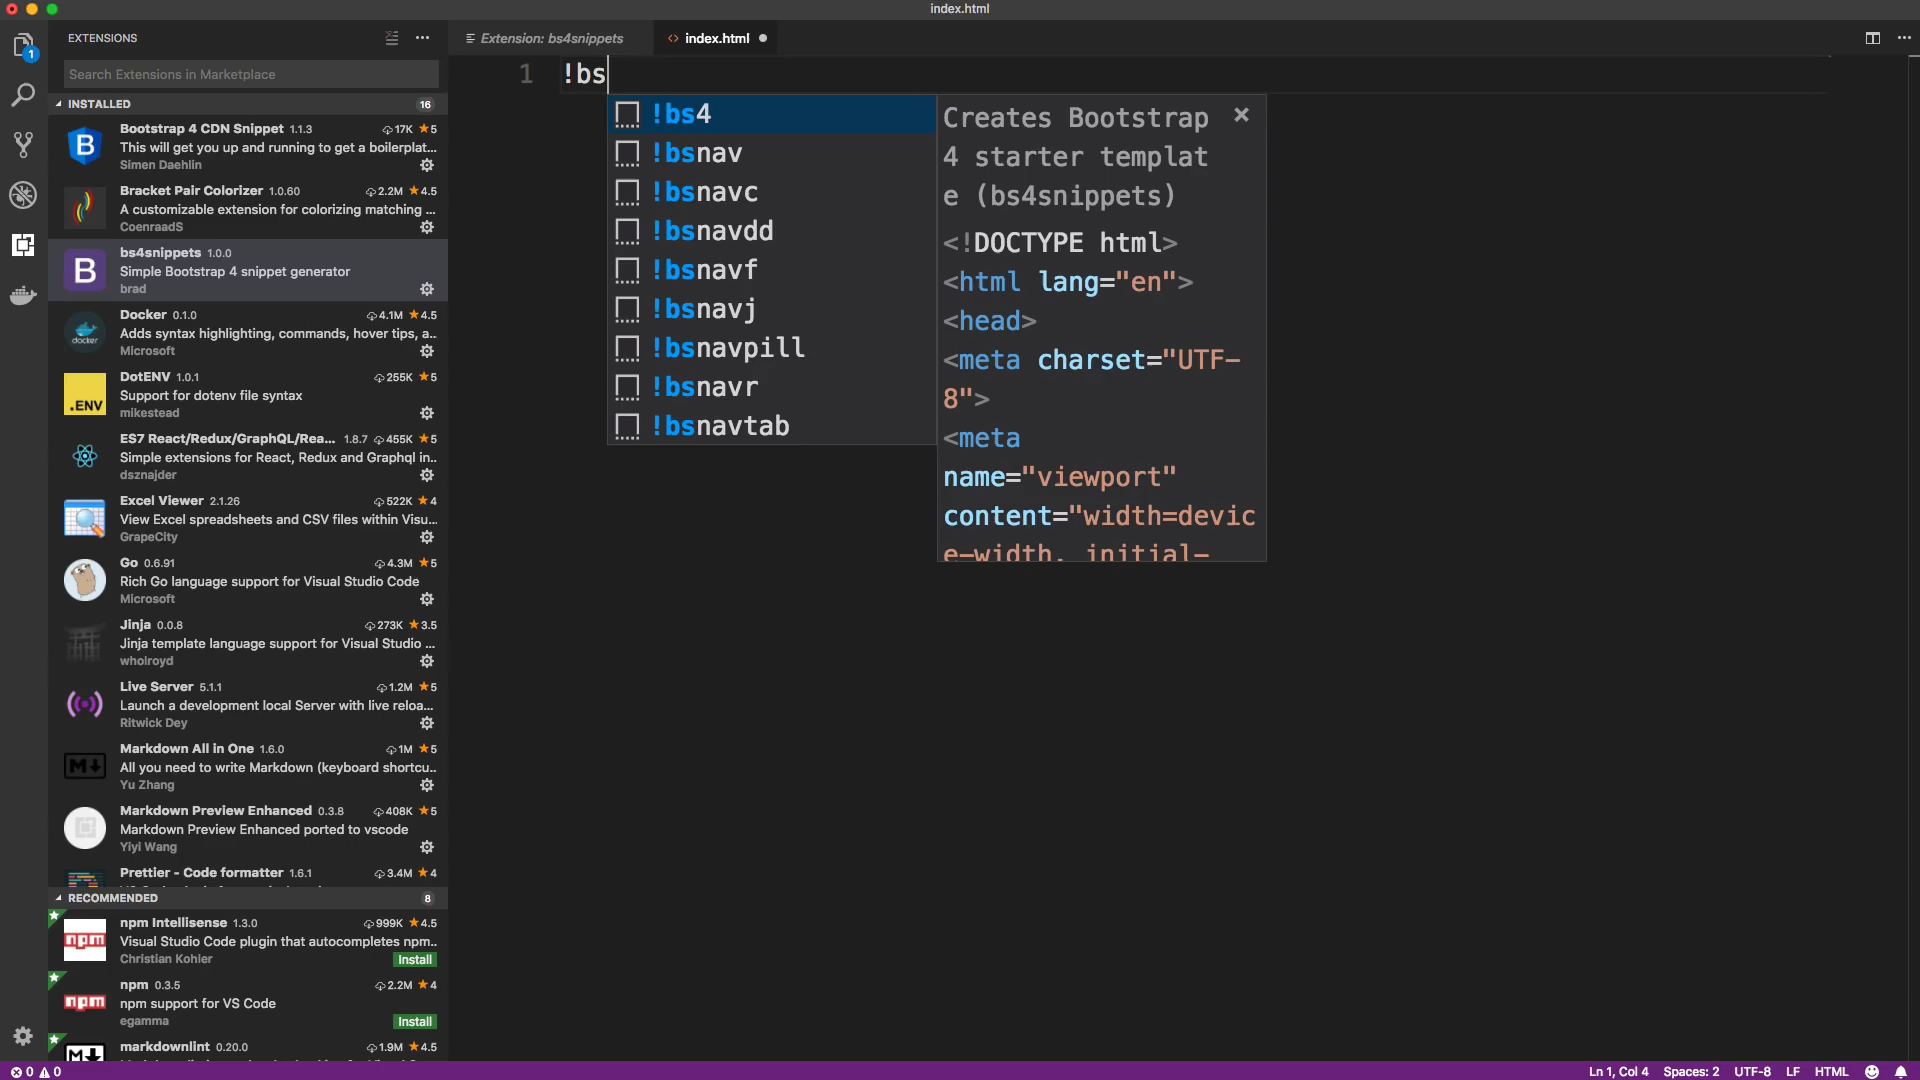 index.html
EXTENSIONS
Search Extensions in Marketplace
INSTALLED 16
Bootstrap 4 CDN Snippet 1.1.3 17K ★5
This will get you up and running to get a boilerplat...
Simen Daehlin
Bracket Pair Colorizer 1.0.60 2.2M ★4.5
A customizable extension for colorizing matching ...
CoenraadS
bs4snippets 1.0.0
Simple Bootstrap 4 snippet generator
brad
Docker 0.1.0 4.1M ★4.5
Adds syntax highlighting, commands, hover tips, a...
Microsoft
docker
DotENV 1.0.1 255K ★5
Support for dotenv file syntax
mikestead
.ENV
ES7 React/Redux/GraphQL/Rea... 1.8.7 455K ★5
Simple extensions for React, Redux and Graphql in...
dsznajder
Excel Viewer 2.1.26 522K ★4
View Excel spreadsheets and CSV files within Visu...
GrapeCity
Go 0.6.91 4.3M ★5
Rich Go language support for Visual Studio Code
Microsoft
Jinja 0.0.8 273K ★3.5
Jinja template language support for Visual Studio ...
wholroyd
Live Server 5.1.1 1.2M ★5
Launch a development local Server with live reloa...
Ritwick Dey
Markdown All in One 1.6.0 1M ★5
All you need to write Markdown (keyboard shortcu...
Yu Zhang
Markdown Preview Enhanced 0.3.8 408K ★5
Markdown Preview Enhanced ported to vscode
Yiyi Wang
Prettier - Code formatter 1.6.1 3.4M ★4
RECOMMENDED 8
npm Intellisense 1.3.0 999K ★4.5
Visual Studio Code plugin that autocompletes npm...
Christian Kohler Install
npm
npm 0.3.5 2.2M ★4
npm support for VS Code
egamma Install
npm
markdownlint 0.20.0 1.9M ★4.5
Extension: bs4snippets
index.html
1 !bs
!bs4
!bsnav
!bsnavc
!bsnavdd
!bsnavf
!bsnavj
!bsnavpill
!bsnavr
!bsnavtab
Creates Bootstrap
4 starter templat
e (bs4snippets)
<!DOCTYPE html>
<html lang="en">
<head>
<meta charset="UTF-
8">
<meta
name="viewport"
content="width=devic
e-width, initial-
0 0
Ln 1, Col 4 Spaces: 2 UTF-8 LF HTML